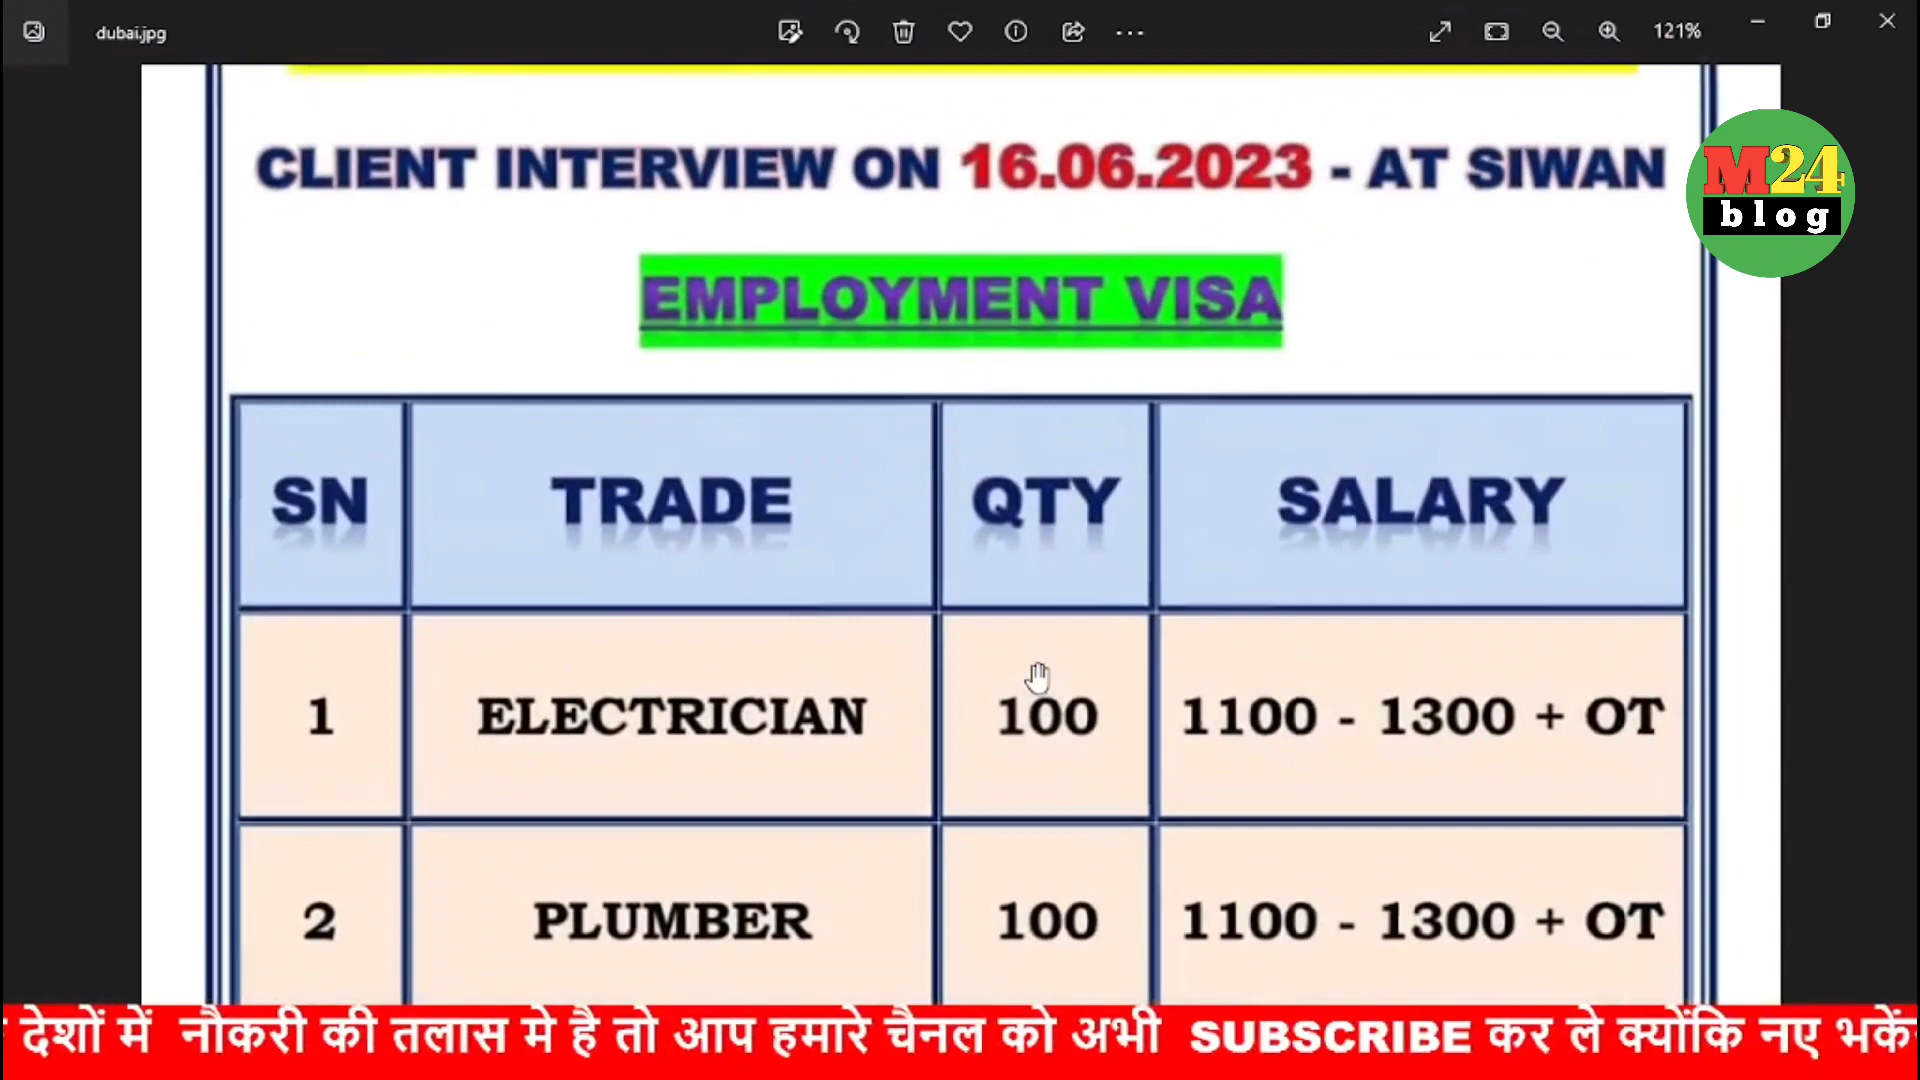 dubai.jpg
121%
CLIENT INTERVIEW ON 16.06.2023 - AT SIWAN
M24
blog
EMPLOYMENT VISA
SN TRADE QTY SALARY
1 ELECTRICIAN 100 1100 - 1300 + OT
2 PLUMBER 100 1100 - 1300 + OT
देशों में नौकरी की तलास मे है तो आप हमारे चैनल को अभी SUBSCRIBE कर ले क्योंकि नए